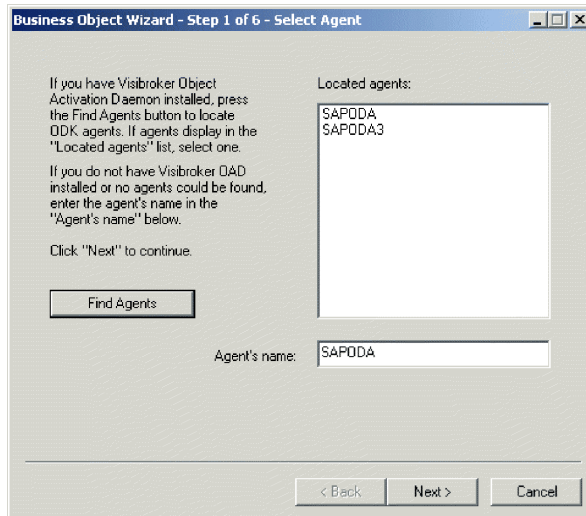 Business Object Wizard - Step 1 of 6 - Select Agent
If you have Visibroker Object
Activation Daemon installed, press
the Find Agents button to locate
ODK agents. If agents display in the
"Located agents" list, select one.
If you do not have Visibroker OAD
installed or no agents could be found,
enter the agent's name in the
"Agent's name" below.
Click "Next" to continue.
Find Agents
Located agents:
SAPODA
SAPODA3
Agent's name:
SAPODA
< Back
Next >
Cancel